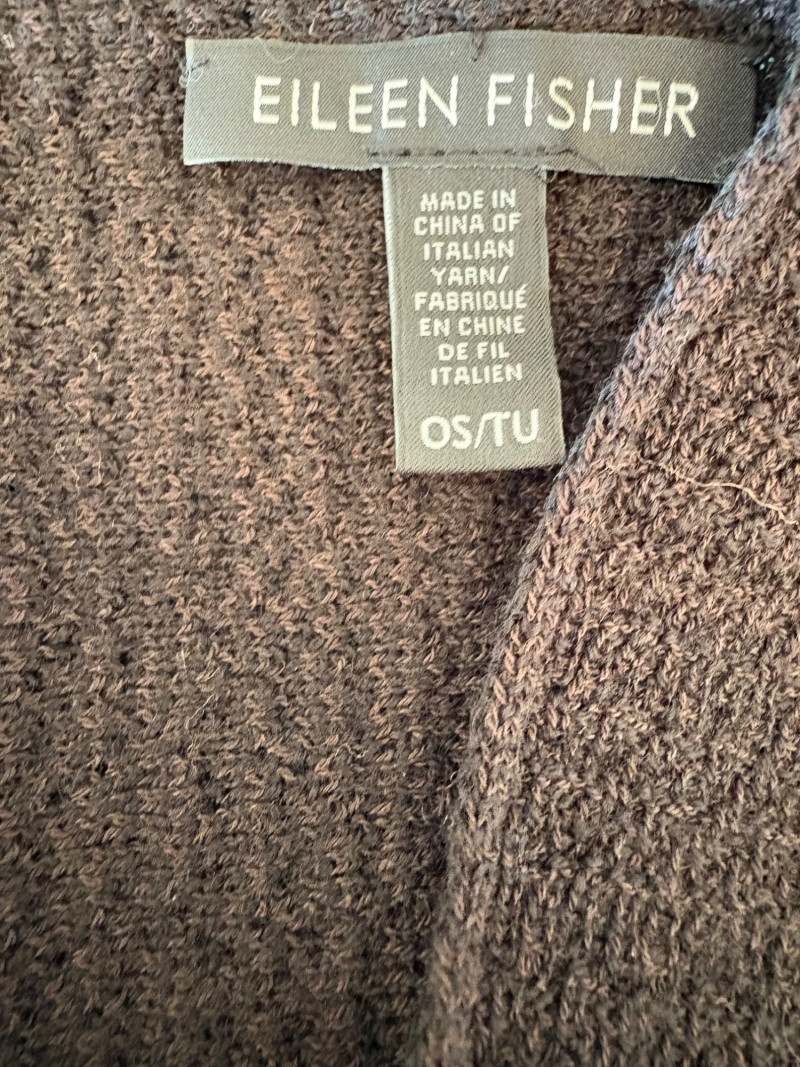 EILEEN FISHER
MADE IN
CHINA OF
ITALIAN
YARN/
FABRIQUÉ
EN CHINE
DE FIL
ITALIEN
OS/TU